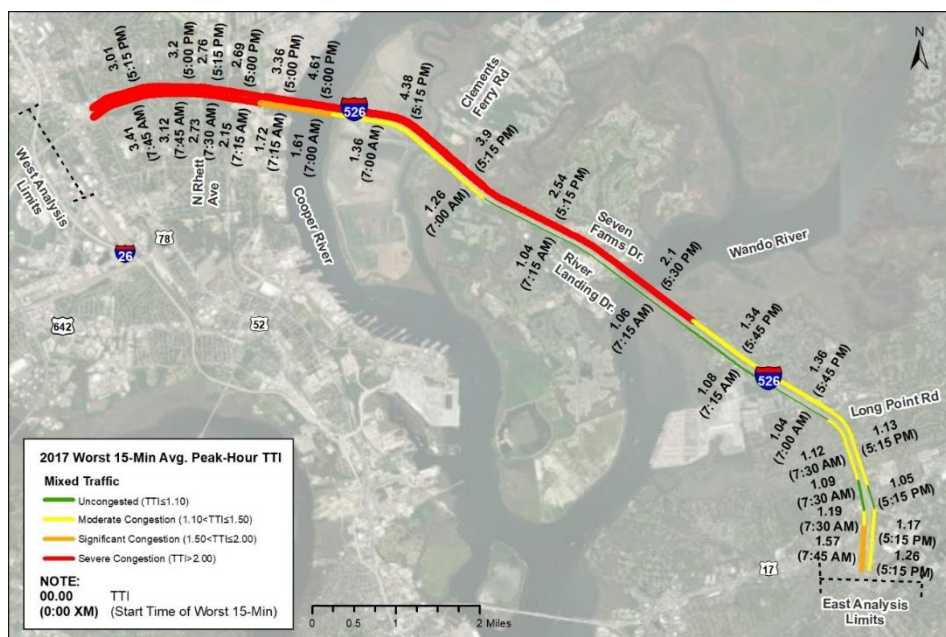 N
3.01
(5:15 PM)
3.2
(5:00 PM)
2.76
(5:15 PM)
2.69
(5:00 PM)
3.36
(5:00 PM)
4.61
(5:00 PM)
4.38
(5:15 PM)
Clements
Ferry Rd
526
3.41
(7:45 AM)
3.12
(7:45 AM)
2.73
(7:30 AM)
2.15
(7:15 AM)
1.72
(7:15 AM)
1.61
(7:00 AM)
1.36
(7:00 AM)
3.9
(5:15 PM)
West Analysis
Limits
N Rhett
Ave
Cooper River
1.26
(7:00 AM)
2.54
(5:15 PM)
Seven
Farms Dr.
Wando River
78
26
1.04
(7:15 AM)
River
Landing Dr.
2.1
(5:30 PM)
642
52
1.06
(7:15 AM)
1.34
(5:45 PM)
526
1.36
(5:45 PM)
1.08
(7:15 AM)
Long Point Rd
1.04
(7:00 AM)
1.13
(5:15 PM)
1.12
(7:30 AM)
1.09
(7:30 AM)
1.05
(5:15 PM)
1.19
(7:30 AM)
1.17
(5:15 PM)
1.57
(7:45 AM)
1.26
(5:15 PM)
17
East Analysis
Limits
2017 Worst 15-Min Avg. Peak-Hour TTI
Mixed Traffic
Uncongested (TTI≤1.10)
Moderate Congestion (1.10<TTI≤1.50)
Significant Congestion (1.50<TTI≤2.00)
Severe Congestion (TTI>2.00)
NOTE:
00.00 TTI
(0:00 XM) (Start Time of Worst 15-Min)
0 0.5 1 2 Miles